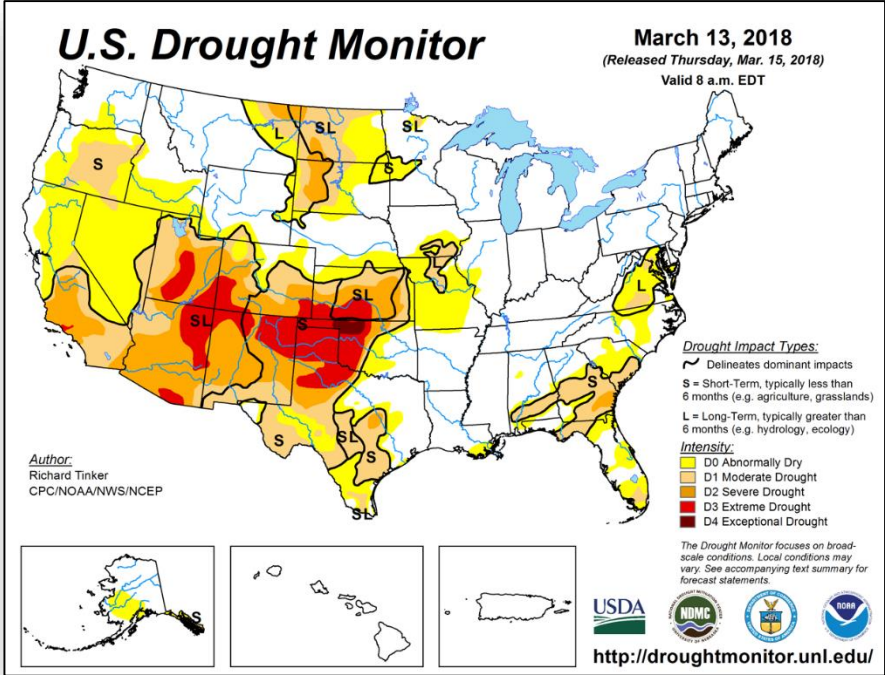 U.S. Drought Monitor
March 13, 2018
(Released Thursday, Mar. 15, 2018)
Valid 8 a.m. EDT
L
SL
SL
S
S
L
L
SL
SL
S
S
S
SL
S
SL
S
S
Author:
Richard Tinker
CPC/NOAA/NWS/NCEP
Drought Impact Types:
Delineates dominant impacts
S = Short-Term, typically less than
6 months (e.g. agriculture, grasslands)
L = Long-Term, typically greater than
6 months (e.g. hydrology, ecology)
Intensity:
D0 Abnormally Dry
D1 Moderate Drought
D2 Severe Drought
D3 Extreme Drought
D4 Exceptional Drought
The Drought Monitor focuses on broad-
scale conditions. Local conditions may
vary. See accompanying text summary for
forecast statements.
USDA
NDMC
NOAA
http://droughtmonitor.unl.edu/